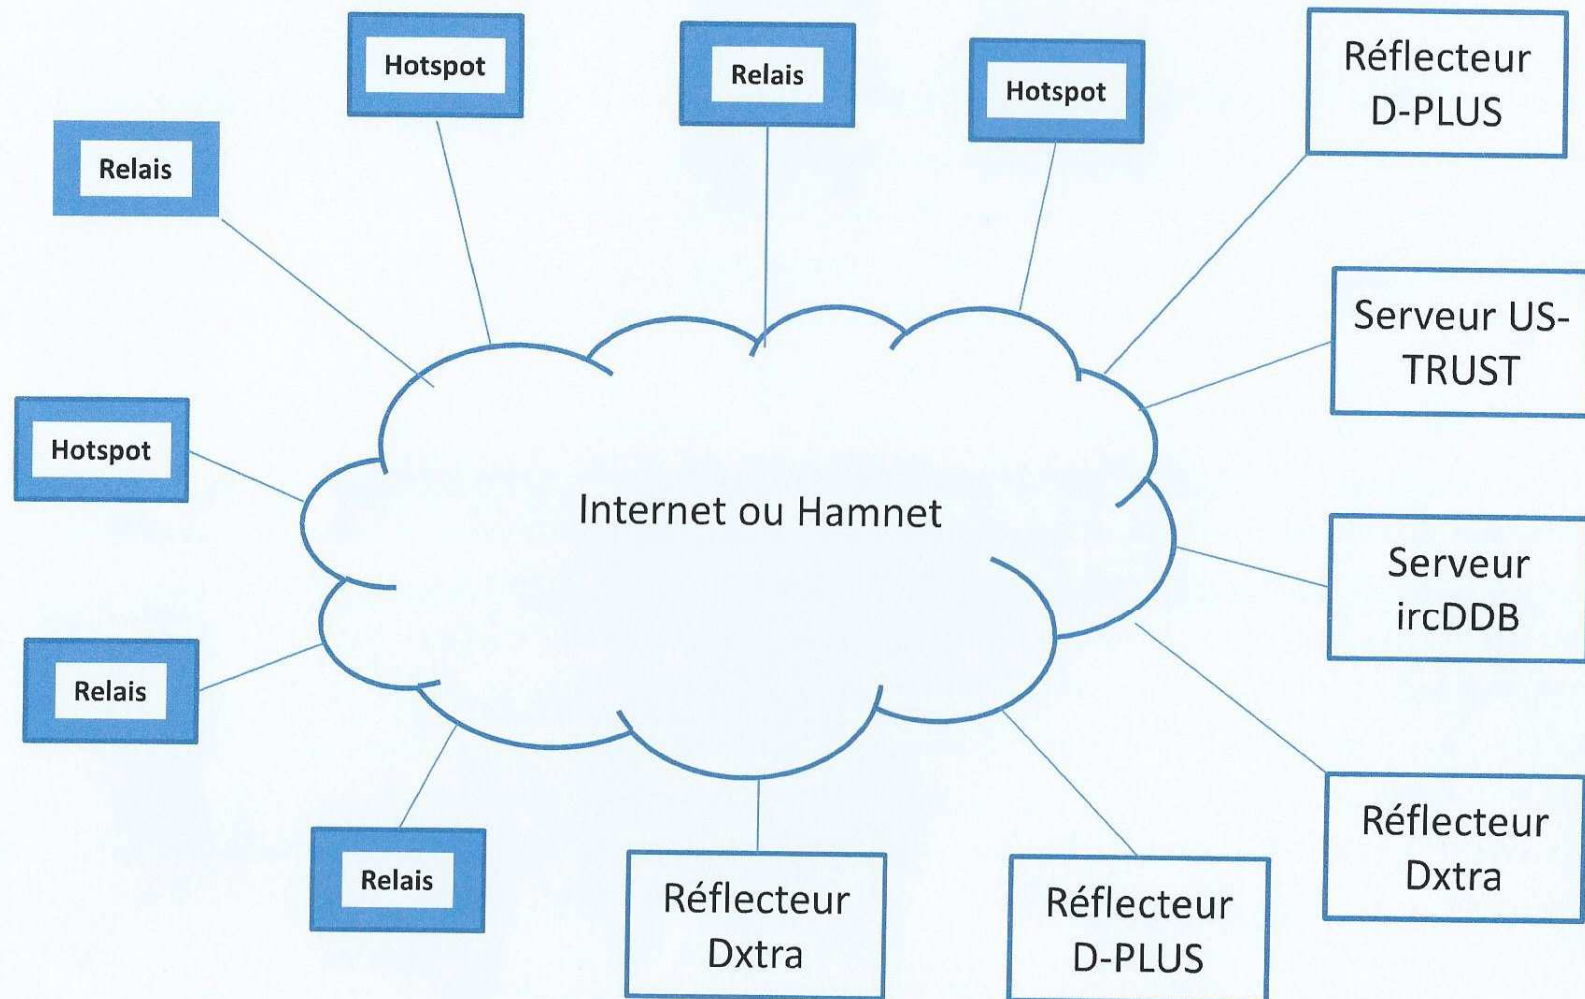 Hotspot
Relais
Hotspot
Réflecteur
D-PLUS
Relais
Serveur US-
TRUST
Hotspot
Internet ou Hamnet
Serveur
ircDDB
Relais
Réflecteur
Dxtra
Relais
Réflecteur
Dxtra
Réflecteur
D-PLUS